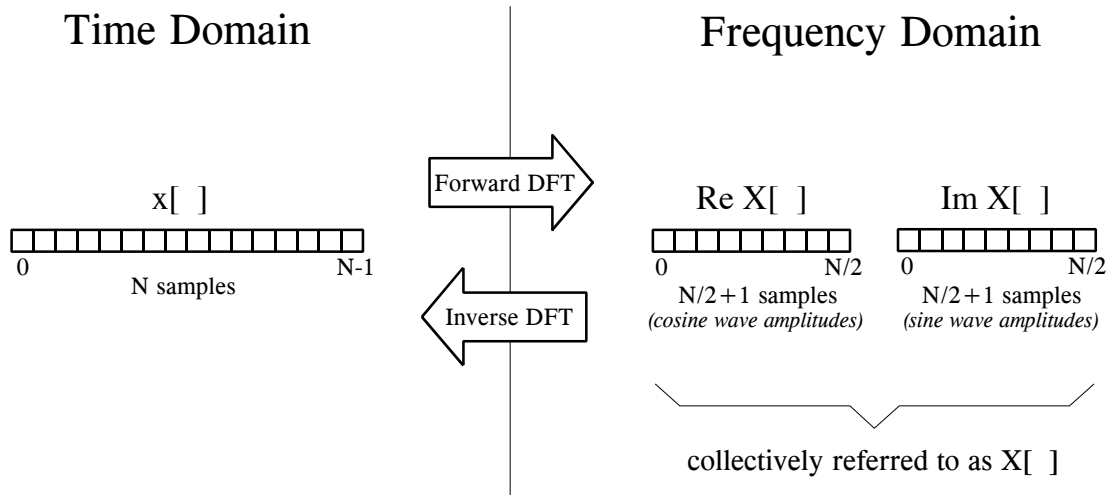 Time Domain
Frequency Domain
Forward DFT
x[ ]
Re X[ ]
Im X[ ]
0
N-1
N samples
0
N/2
0
N/2
N/2+1 samples
(cosine wave amplitudes)
N/2+1 samples
(sine wave amplitudes)
Inverse DFT
collectively referred to as X[ ]